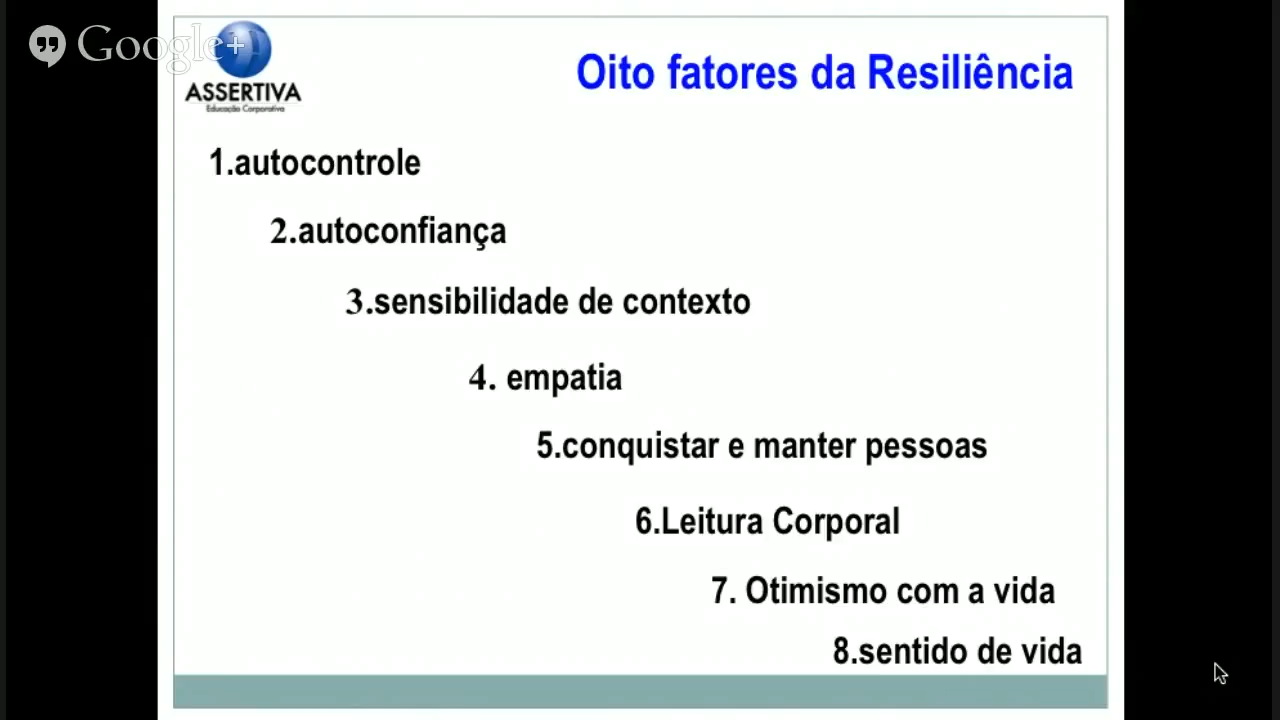 Google+
ASSERTIVA
Educação Corporativa
Oito fatores da Resiliência
1.autocontrole
2.autoconfiança
3.sensibilidade de contexto
4. empatia
5.conquistar e manter pessoas
6.Leitura Corporal
7. Otimismo com a vida
8.sentido de vida